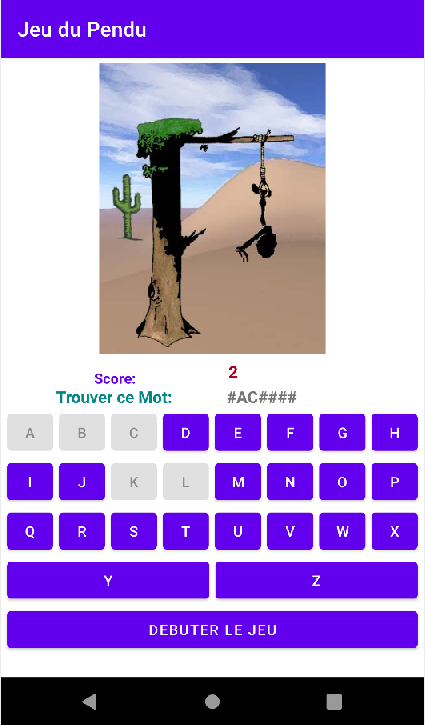 Jeu du Pendu
Score: 2
Trouver ce Mot: #AC####
A B C D E F G H
I J K L M N O P
Q R S T U V W X
Y Z
DEBUTER LE JEU